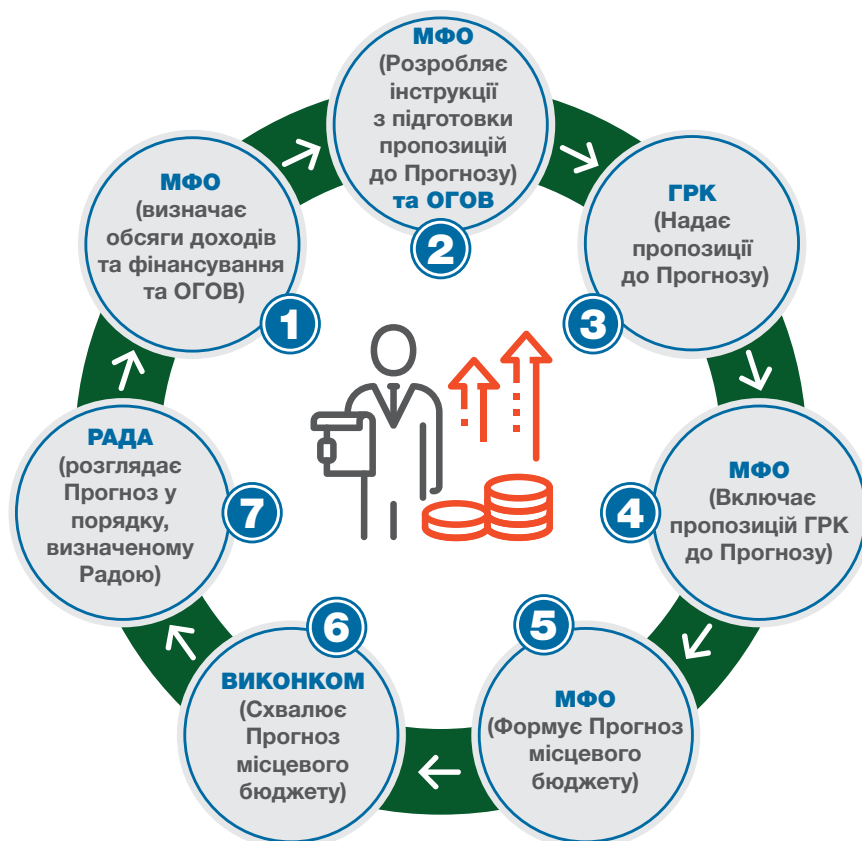 МФО
(визначає
обсяги доходів
та фінансування
та ОГОВ)
1
МФО
(Розробляє
інструкції
з підготовки
пропозицій
до Прогнозу)
та ОГОВ
2
ГРК
(Надає
пропозиції
до Прогнозу)
3
МФО
(Включає
пропозицій ГРК
до Прогнозу)
4
5
МФО
(Формує Прогноз
місцевого
бюджету)
6
ВИКОНКОМ
(Схвалює
Прогноз
місцевого
бюджету)
РАДА
(розглядає
Прогноз у
порядку,
визначеному
Радою)
7